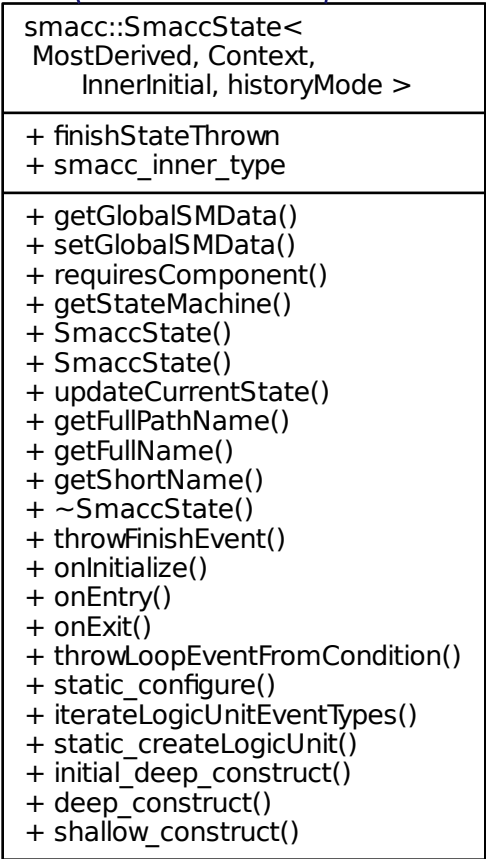 smacc::SmaccState<
MostDerived, Context,
InnerInitial, historyMode >
+ finishStateThrown
+ smacc_inner_type
+ getGlobalSMData()
+ setGlobalSMData()
+ requiresComponent()
+ getStateMachine()
+ SmaccState()
+ SmaccState()
+ updateCurrentState()
+ getFullPathName()
+ getFullName()
+ getShortName()
+ ~SmaccState()
+ throwFinishEvent()
+ onInitialize()
+ onEntry()
+ onExit()
+ throwLoopEventFromCondition()
+ static_configure()
+ iterateLogicUnitEventTypes()
+ static_createLogicUnit()
+ initial_deep_construct()
+ deep_construct()
+ shallow_construct()